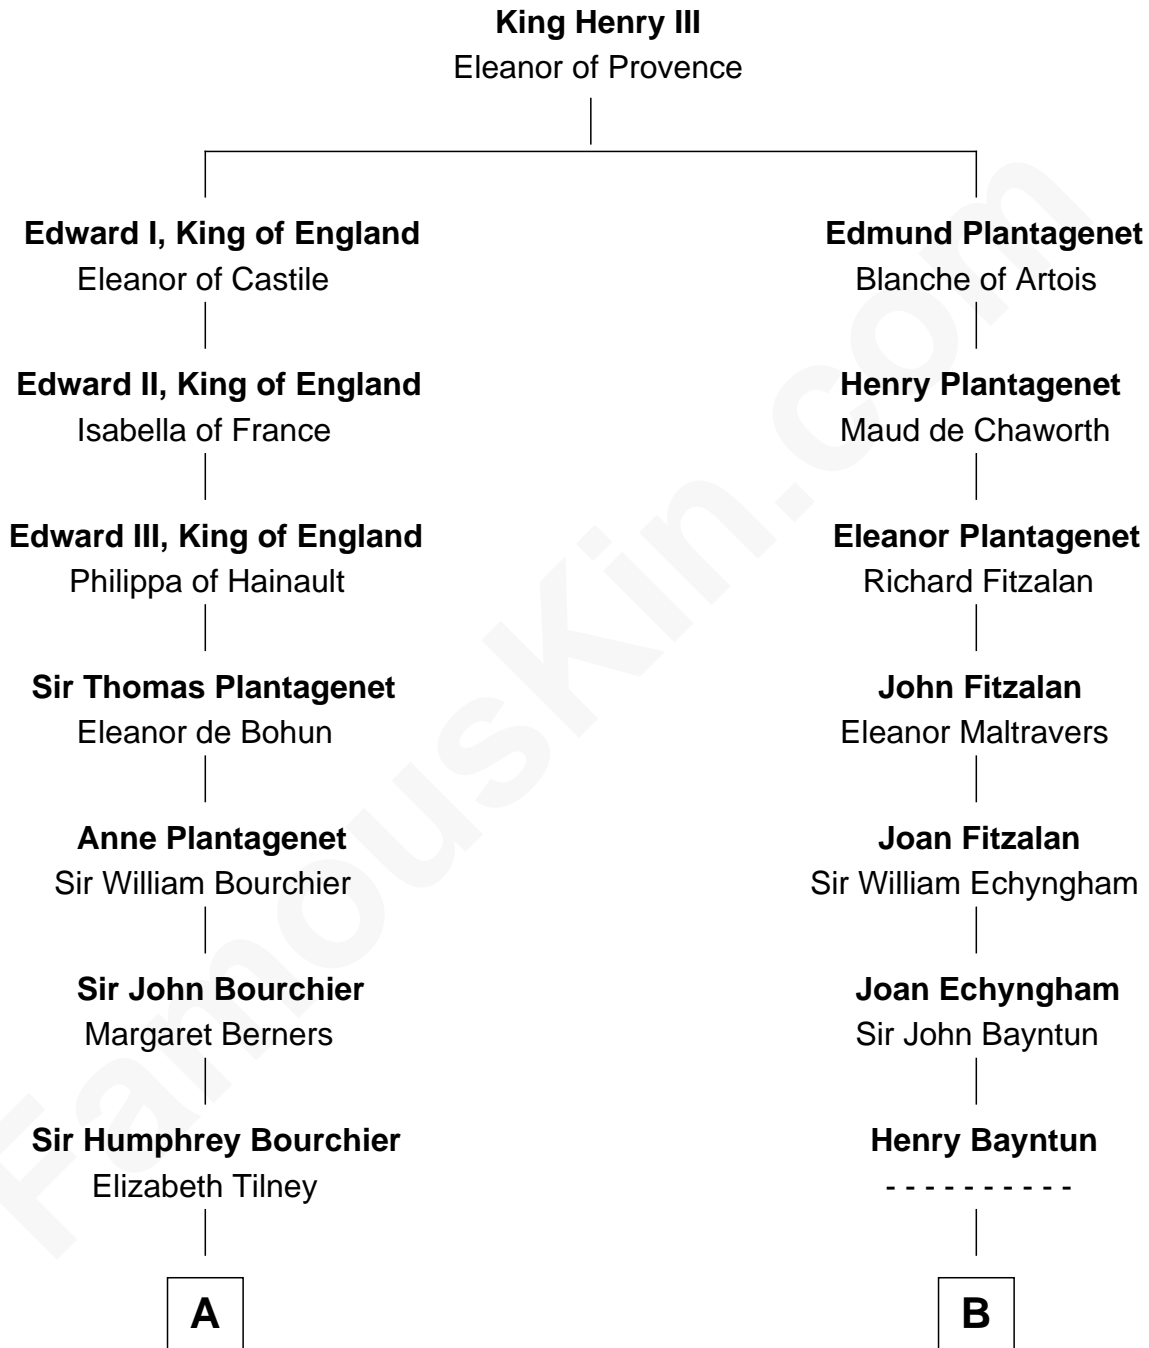 King Henry III
Eleanor of Provence
Edward I, King of England
Eleanor of Castile
Edmund Plantagenet
Blanche of Artois
Edward II, King of England
Isabella of France
Henry Plantagenet
Maud de Chaworth
Edward III, King of England
Philippa of Hainault
Eleanor Plantagenet
Richard Fitzalan
Sir Thomas Plantagenet
Eleanor de Bohun
John Fitzalan
Eleanor Maltravers
Anne Plantagenet
Sir William Bourchier
Joan Fitzalan
Sir William Echyngham
Sir John Bourchier
Margaret Berners
Joan Echyngham
Sir John Bayntun
Sir Humphrey Bourchier
Elizabeth Tilney
Henry Bayntun
- - - - - - - - - -
A
B
FamousKin.com